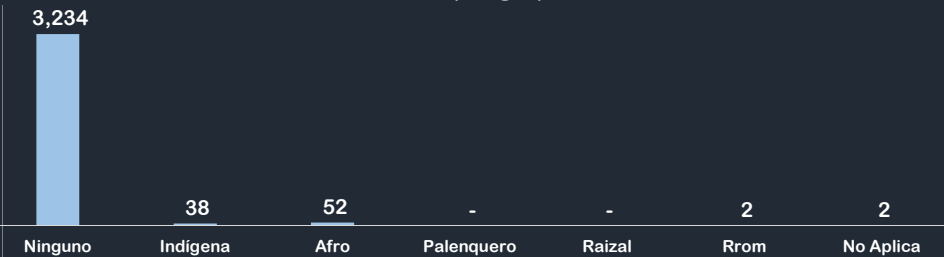 3,234
38
52
-
-
2
2
Ninguno
Indígena
Afro
Palenquero
Raizal
Rrom
No Aplica